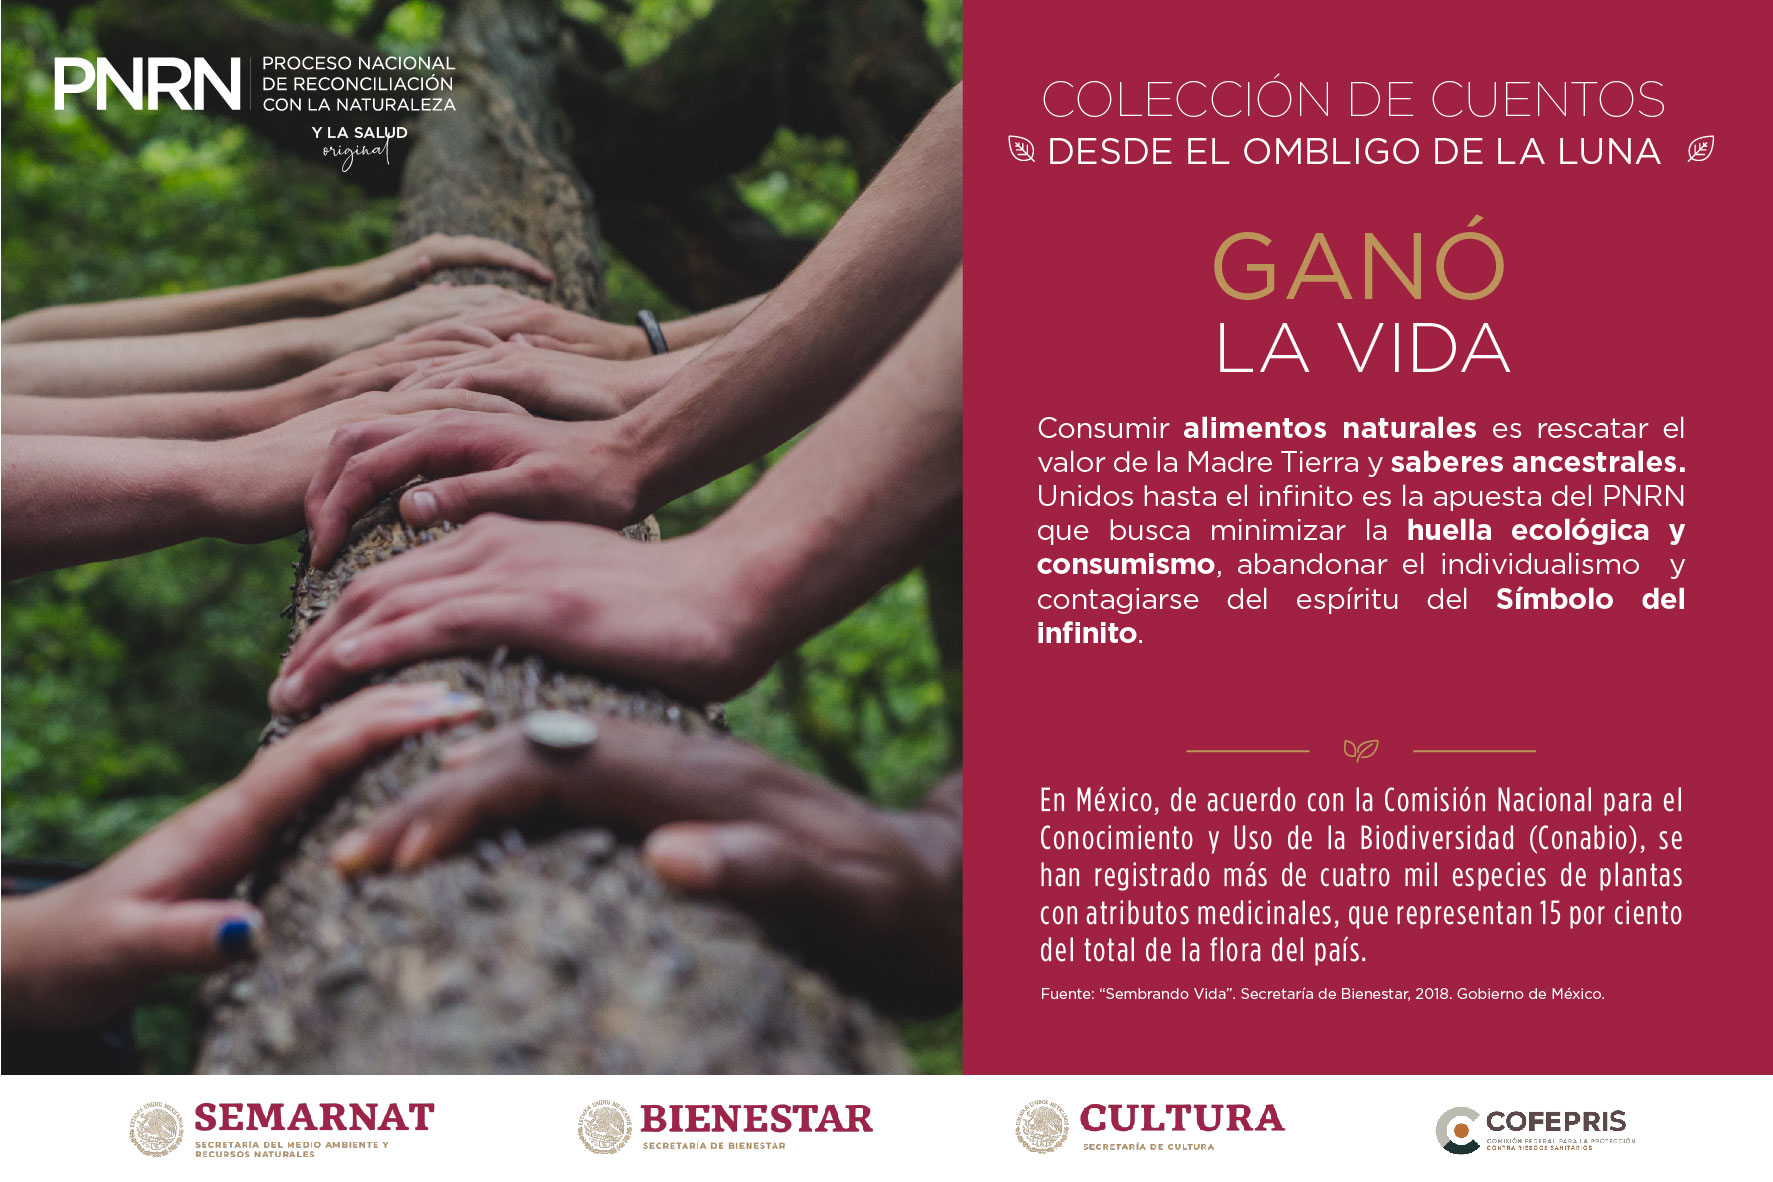 PNRN
PROCESO NACIONAL
DE RECONCILIACIÓN
CON LA NATURALEZA
Y LA SALUD
original
COLECCIÓN DE CUENTOS
DESDE EL OMBLIGO DE LA LUNA
GANÓ
LA VIDA
Consumir alimentos naturales es rescatar el
valor de la Madre Tierra y saberes ancestrales.
Unidos hasta el infinito es la apuesta del PNRN
que busca minimizar la huella ecológica y
consumismo, abandonar el individualismo y
contagiarse del espíritu del Símbolo del
infinito.
En México, de acuerdo con la Comisión Nacional para el
Conocimiento y Uso de la Biodiversidad (Conabio), se
han registrado más de cuatro mil especies de plantas
con atributos medicinales, que representan 15 por ciento
del total de la flora del país.
Fuente: “Sembrando Vida”. Secretaría de Bienestar, 2018. Gobierno de México.
SEMARNAT
SECRETARÍA DEL MEDIO AMBIENTE Y
RECURSOS NATURALES
BIENESTAR
SECRETARÍA DE BIENESTAR
CULTURA
SECRETARÍA DE CULTURA
COFEPRIS
COMISIÓN FEDERAL PARA LA PROTECCIÓN
CONTRA RIESGOS SANITARIOS